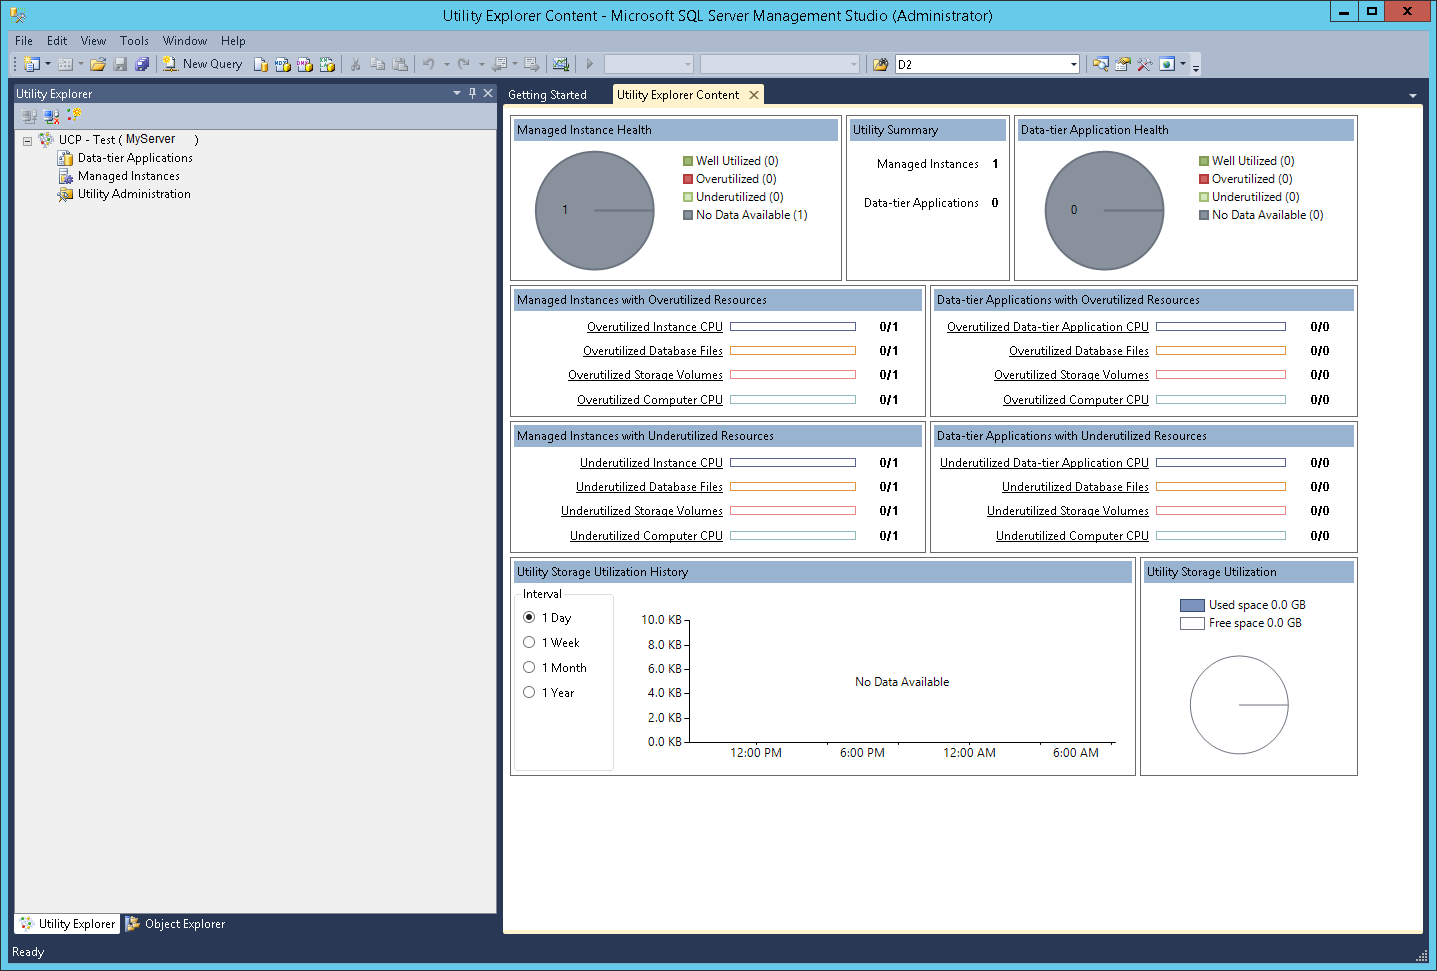 Utility Explorer Content - Microsoft SQL Server Management Studio (Administrator)
File Edit View Tools Window Help
New Query
D2
Utility Explorer
UCP - Test ( MyServer )
Data-tier Applications
Managed Instances
Utility Administration
Utility Explorer
Object Explorer
Getting Started
Utility Explorer Content
Managed Instance Health
1
Well Utilized (0)
Overutilized (0)
Underutilized (0)
No Data Available (1)
Utility Summary
Managed Instances 1
Data-tier Applications 0
Data-tier Application Health
0
Well Utilized (0)
Overutilized (0)
Underutilized (0)
No Data Available (0)
Managed Instances with Overutilized Resources
Overutilized Instance CPU 0/1
Overutilized Database Files 0/1
Overutilized Storage Volumes 0/1
Overutilized Computer CPU 0/1
Data-tier Applications with Overutilized Resources
Overutilized Data-tier Application CPU 0/0
Overutilized Database Files 0/0
Overutilized Storage Volumes 0/0
Overutilized Computer CPU 0/0
Managed Instances with Underutilized Resources
Underutilized Instance CPU 0/1
Underutilized Database Files 0/1
Underutilized Storage Volumes 0/1
Underutilized Computer CPU 0/1
Data-tier Applications with Underutilized Resources
Underutilized Data-tier Application CPU 0/0
Underutilized Database Files 0/0
Underutilized Storage Volumes 0/0
Underutilized Computer CPU 0/0
Utility Storage Utilization History
Interval
1 Day
1 Week
1 Month
1 Year
10.0 KB
8.0 KB
6.0 KB
4.0 KB
2.0 KB
0.0 KB
No Data Available
12:00 PM 6:00 PM 12:00 AM 6:00 AM
Utility Storage Utilization
Used space 0.0 GB
Free space 0.0 GB
Ready